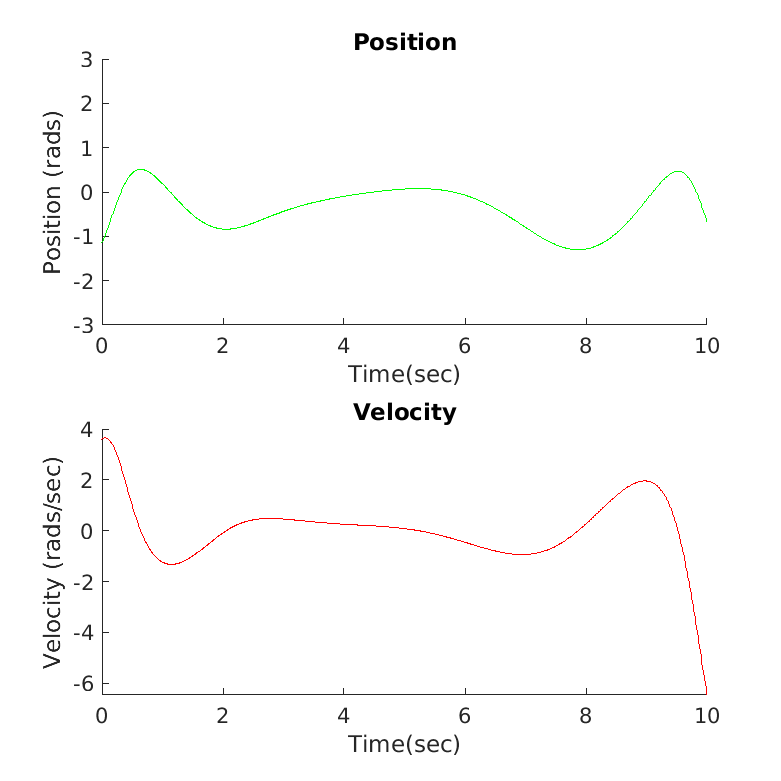 Position
3
2
1
0
-1
-2
-3
Position (rads)
0 2 4 6 8 10
Time(sec)
Velocity
4
2
0
-2
-4
-6
Velocity (rads/sec)
0 2 4 6 8 10
Time(sec)